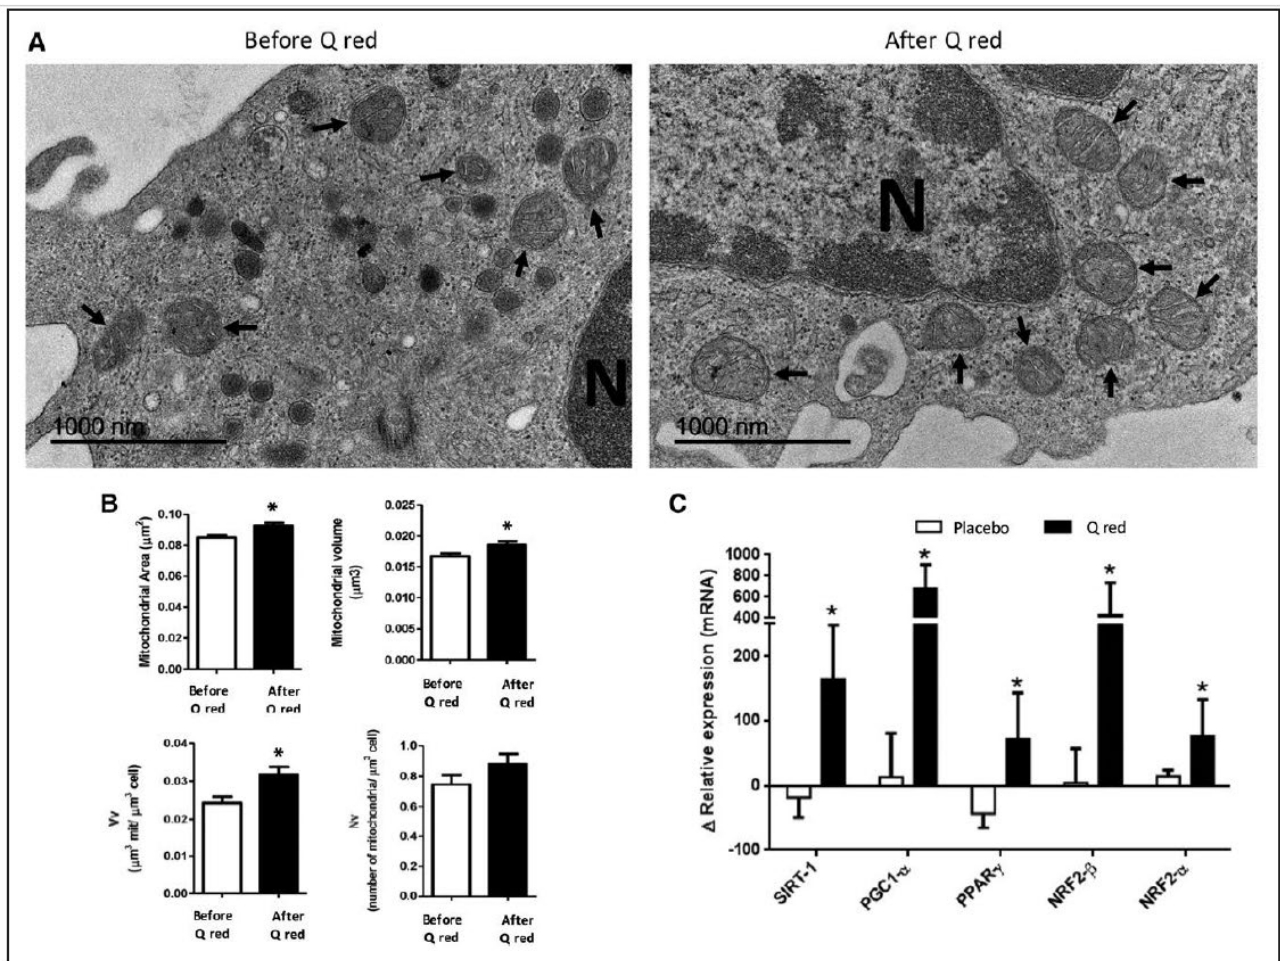 A
Before Q red
After Q red
N
1000 nm
N
1000 nm
B
Mitochondrial Area (μm²)
0.10
0.08
0.06
0.04
0.02
0.00
*
Before Q red
After Q red
Mitochondrial volume
(μm3)
0.025
0.020
0.015
0.010
0.005
0.000
*
Before Q red
After Q red
Vv
(μm³ mit/ μm³ cell)
0.04
0.03
0.02
0.01
0.00
*
Before Q red
After Q red
Nv
(number of mitochondria/ μm³ cell)
1.0
0.8
0.6
0.4
0.2
0.0
Before Q red
After Q red
C
Placebo
Q red
Δ Relative expression (mRNA)
1000
800
600
400
200
100
0
-100
*
*
*
*
*
SIRT-1
PGC1-α
PPAR-γ
NRF2-β
NRF2-α